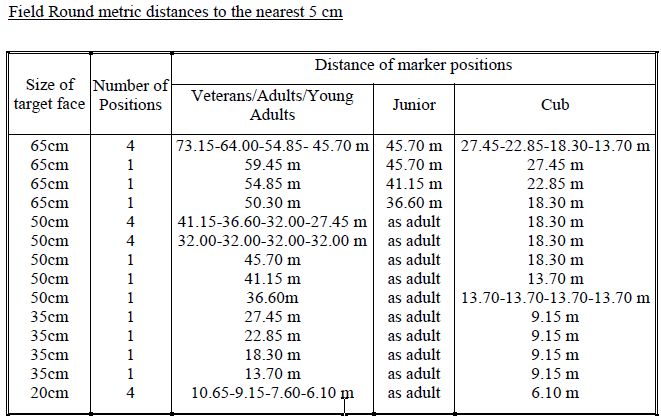 Field Round metric distances to the nearest 5 cm
Distance of marker positions
Size of target face Number of Positions Veterans/Adults/Young Adults Junior Cub
65cm 4 73.15-64.00-54.85- 45.70 m 45.70 m 27.45-22.85-18.30-13.70 m
65cm 1 59.45 m 45.70 m 27.45 m
65cm 1 54.85 m 41.15 m 22.85 m
65cm 1 50.30 m 36.60 m 18.30 m
50cm 4 41.15-36.60-32.00-27.45 m as adult 18.30 m
50cm 4 32.00-32.00-32.00-32.00 m as adult 18.30 m
50cm 1 45.70 m as adult 18.30 m
50cm 1 41.15 m as adult 13.70 m
50cm 1 36.60m as adult 13.70-13.70-13.70-13.70 m
35cm 1 27.45 m as adult 9.15 m
35cm 1 22.85 m as adult 9.15 m
35cm 1 18.30 m as adult 9.15 m
35cm 1 13.70 m as adult 9.15 m
20cm 4 10.65-9.15-7.60-6.10 m as adult 6.10 m